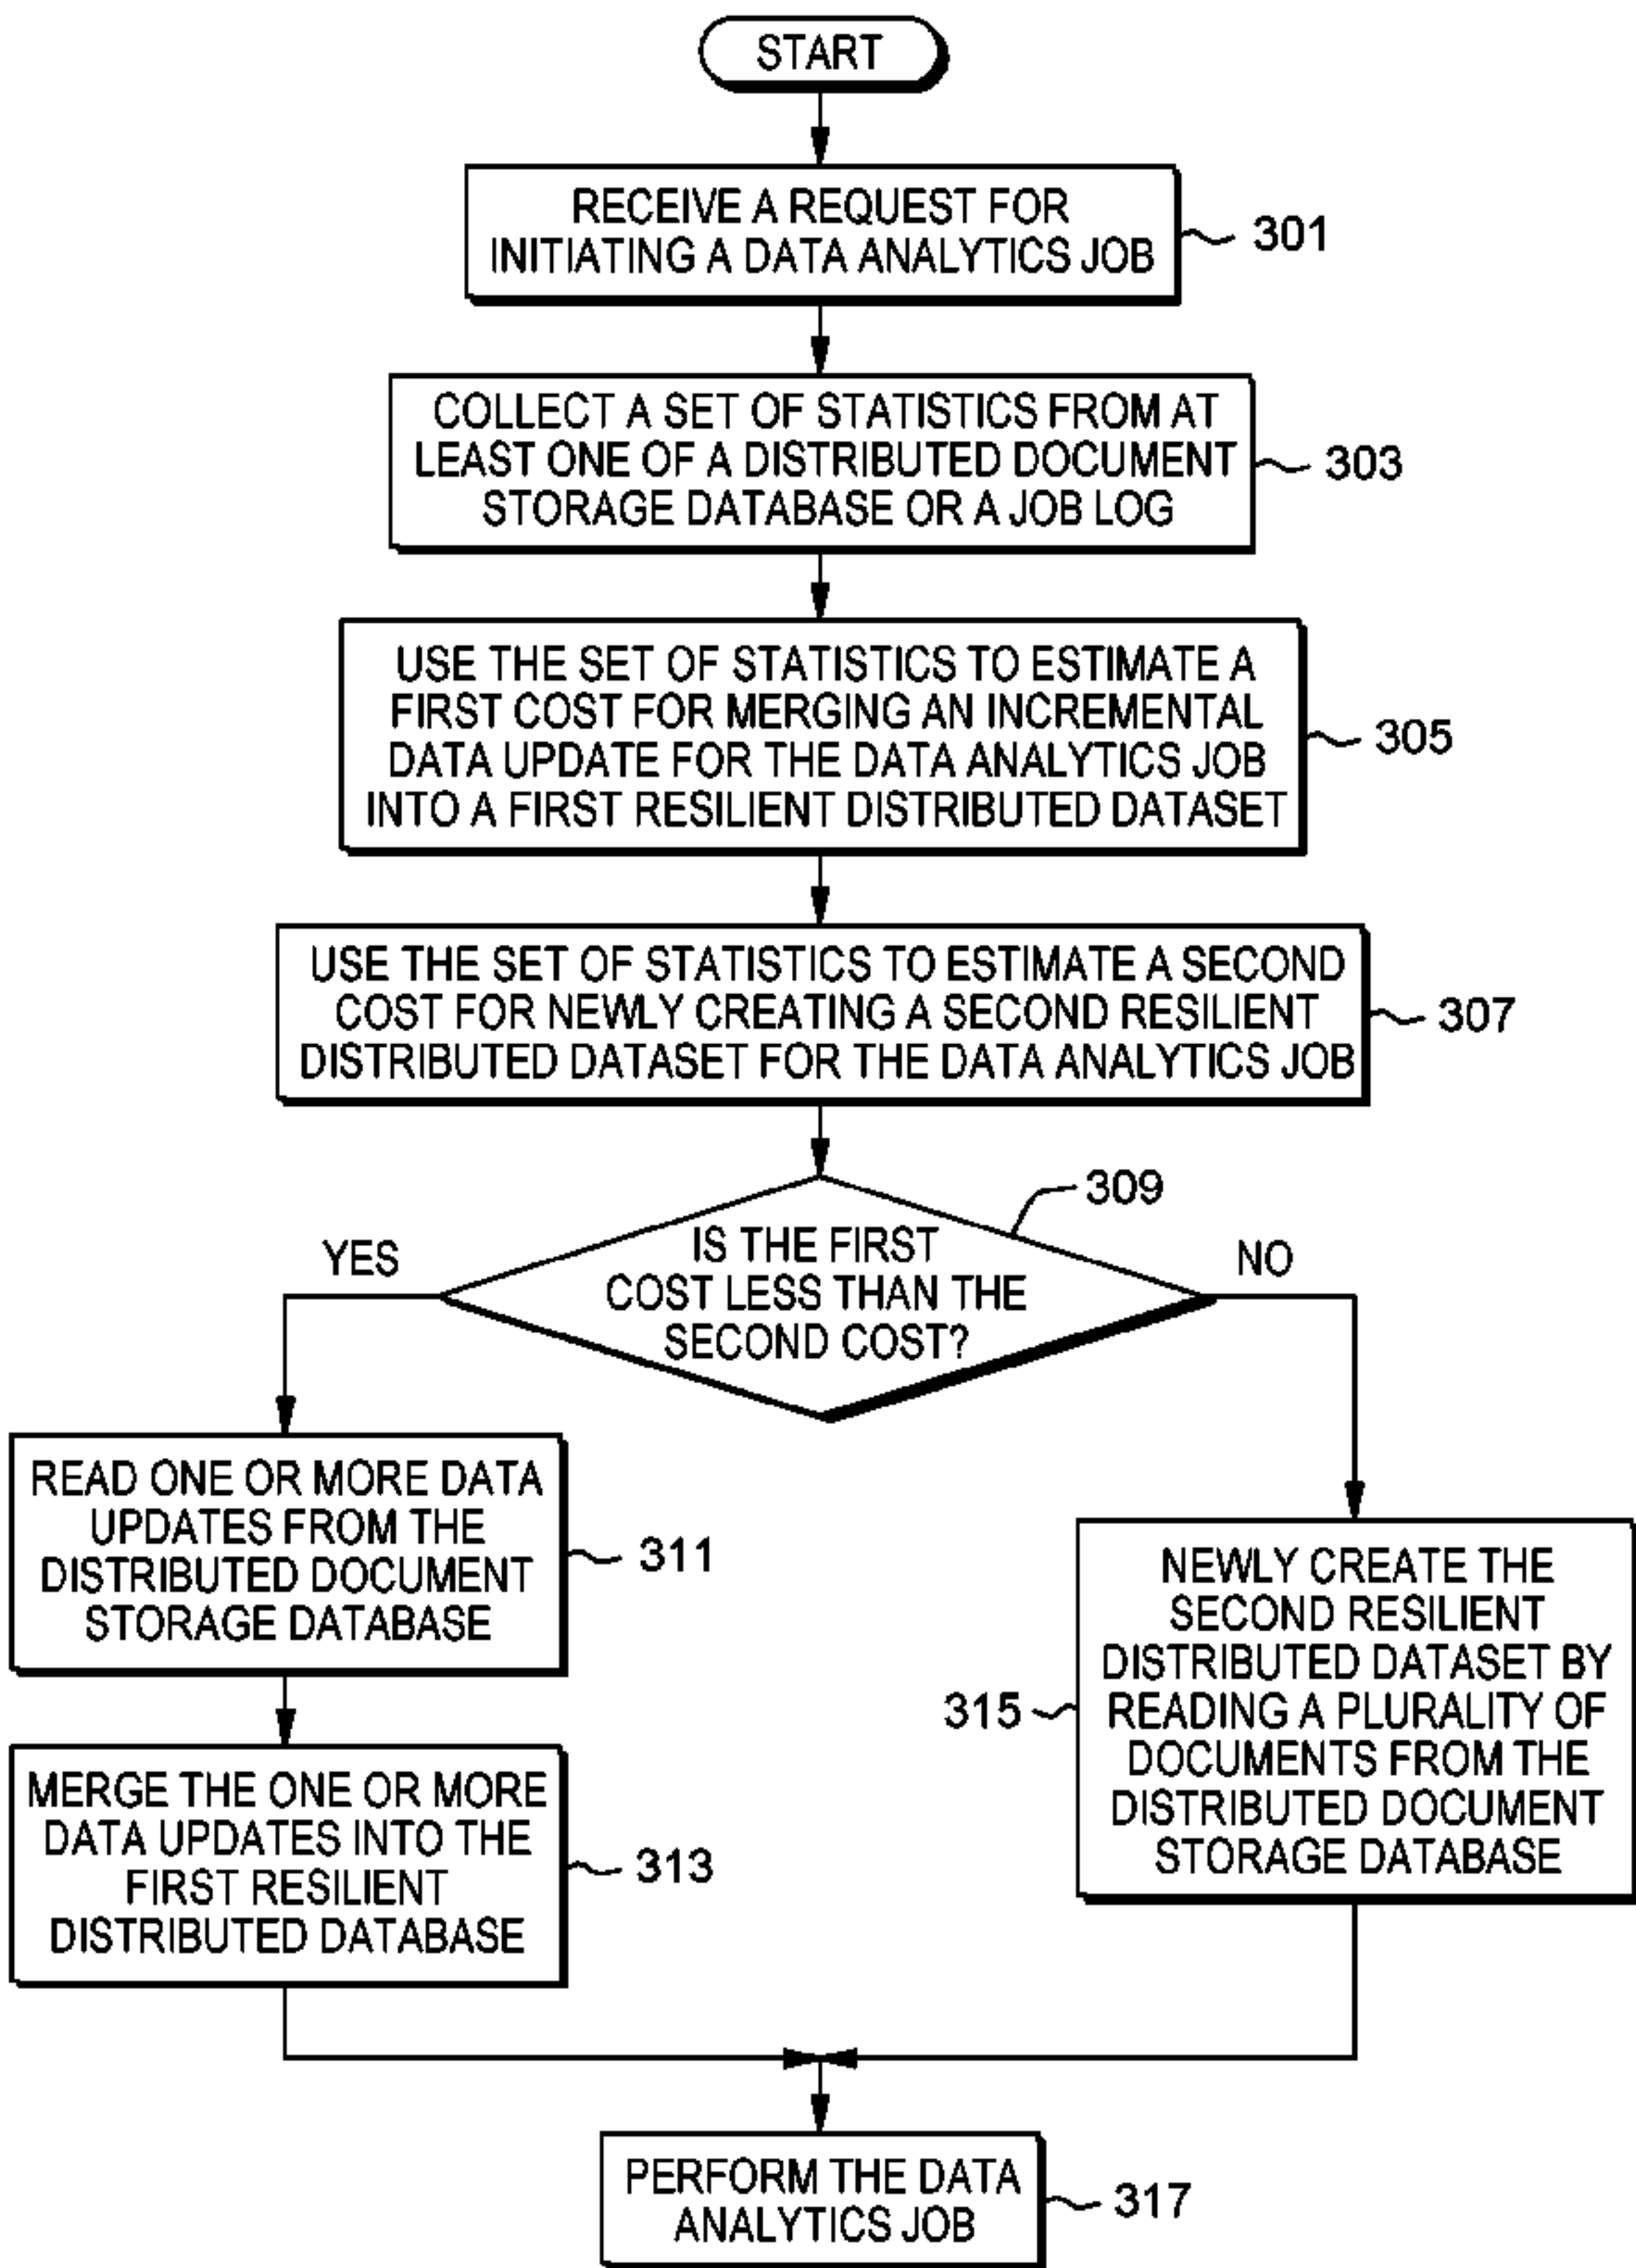 START
RECEIVE A REQUEST FOR
INITIATING A DATA ANALYTICS JOB
301
COLLECT A SET OF STATISTICS FROM AT
LEAST ONE OF A DISTRIBUTED DOCUMENT
STORAGE DATABASE OR A JOB LOG
303
USE THE SET OF STATISTICS TO ESTIMATE A
FIRST COST FOR MERGING AN INCREMENTAL
DATA UPDATE FOR THE DATA ANALYTICS JOB
INTO A FIRST RESILIENT DISTRIBUTED DATASET
305
USE THE SET OF STATISTICS TO ESTIMATE A SECOND
COST FOR NEWLY CREATING A SECOND RESILIENT
DISTRIBUTED DATASET FOR THE DATA ANALYTICS JOB
307
309
IS THE FIRST
COST LESS THAN THE
SECOND COST?
YES
NO
READ ONE OR MORE DATA
UPDATES FROM THE
DISTRIBUTED DOCUMENT
STORAGE DATABASE
311
MERGE THE ONE OR MORE
DATA UPDATES INTO THE
FIRST RESILIENT
DISTRIBUTED DATABASE
313
315
NEWLY CREATE THE
SECOND RESILIENT
DISTRIBUTED DATASET BY
READING A PLURALITY OF
DOCUMENTS FROM THE
DISTRIBUTED DOCUMENT
STORAGE DATABASE
PERFORM THE DATA
ANALYTICS JOB
317